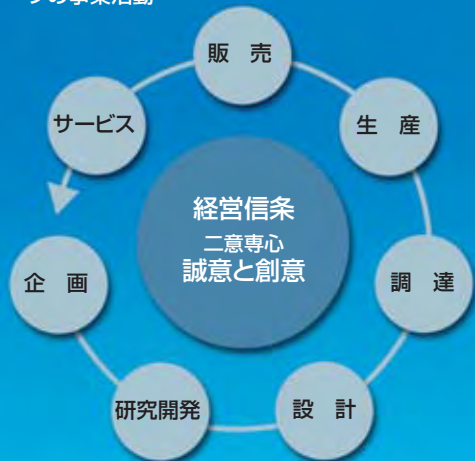 販 売
サービス
生 産
経営信条
二意専心
誠意と創意
企 画
調 達
研究開発
設 計